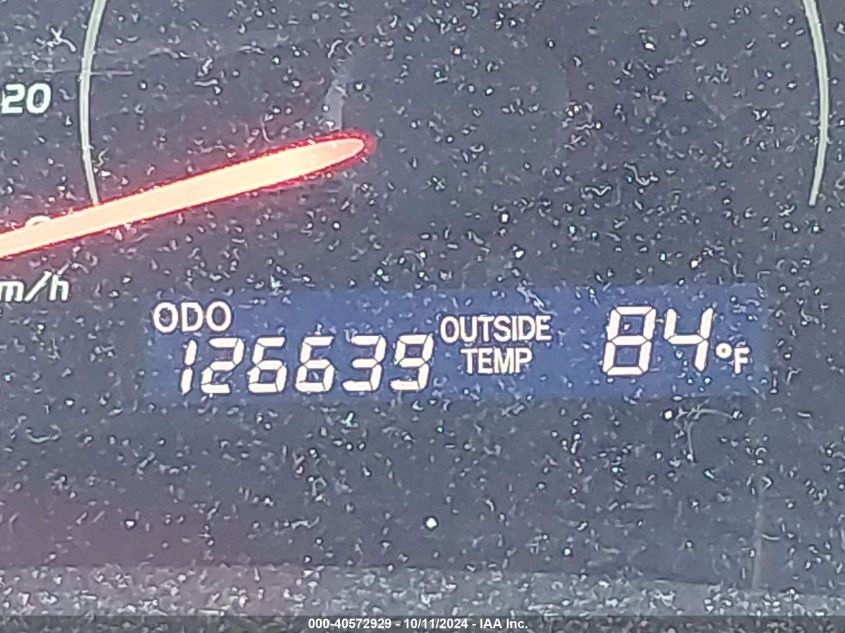 20
m/h
ODO
126639
OUTSIDE
TEMP
84°F
000-40572929 - 10/11/2024 - IAA Inc.